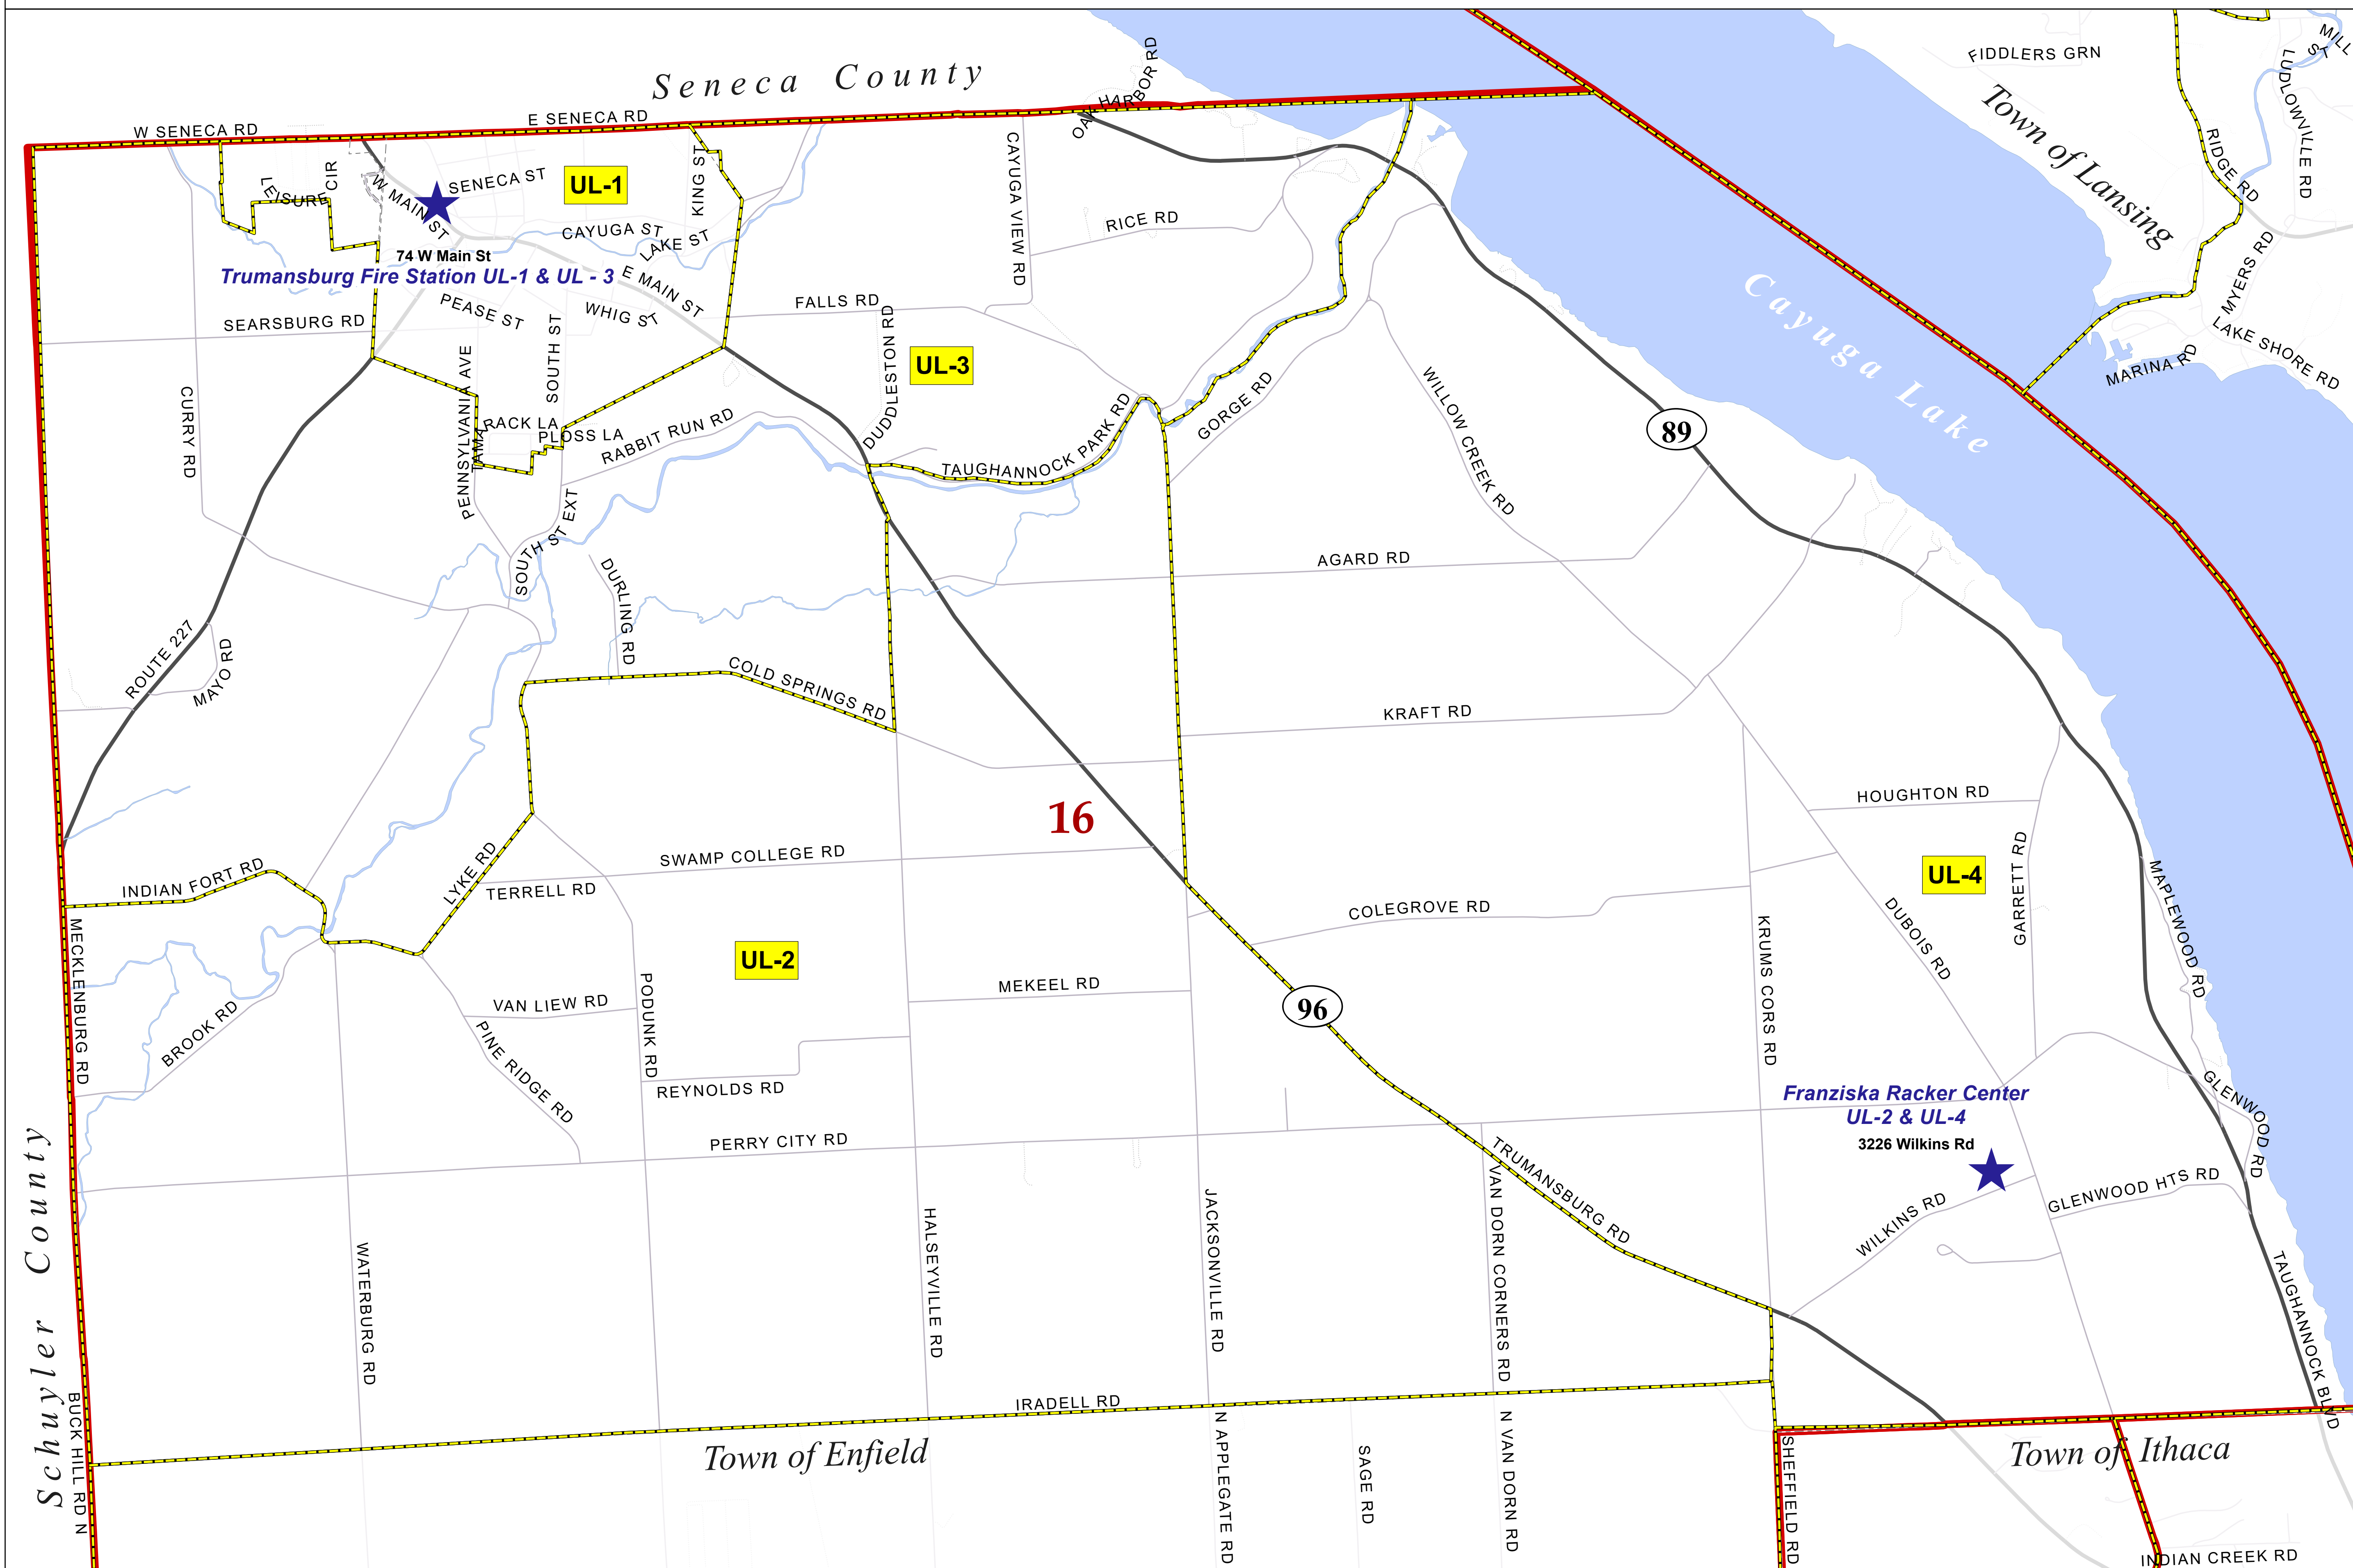 Seneca County
W SENECA RD
E SENECA RD
OAK HARBOR RD
FIDDLERS GRN
MILL ST
LUDLOWVILLE RD
RIDGE RD
Town of Lansing
MYERS RD
LAKE SHORE RD
MARINA RD
LEISURE CIR
W MAIN ST
SENECA ST
UL-1
KING ST
CAYUGA ST
LAKE ST
74 W Main St
Trumansburg Fire Station UL-1 & UL - 3
E MAIN ST
PEASE ST
WHIG ST
SEARSBURG RD
SOUTH ST
PENNSYLVANIA AVE
CURRY RD
TAMARACK LA
PLOSS LA
RABBIT RUN RD
CAYUGA VIEW RD
RICE RD
FALLS RD
DUDDLESTON RD
UL-3
TAUGHANNOCK PARK RD
GORGE RD
WILLOW CREEK RD
89
Cayuga Lake
SOUTH ST EXT
DURLING RD
AGARD RD
ROUTE 227
MAYO RD
COLD SPRINGS RD
KRAFT RD
16
HOUGHTON RD
INDIAN FORT RD
LYKE RD
TERRELL RD
SWAMP COLLEGE RD
UL-4
GARRETT RD
MAPLEWOOD RD
COLEGROVE RD
DUBOIS RD
KRUMS CORS RD
MECKLENBURG RD
UL-2
PODUNK RD
VAN LIEW RD
MEKEEL RD
96
BROOK RD
PINE RIDGE RD
REYNOLDS RD
Franziska Racker Center
UL-2 & UL-4
3226 Wilkins Rd
GLENWOOD RD
PERRY CITY RD
TRUMANSBURG RD
VAN DORN CORNERS RD
WILKINS RD
GLENWOOD HTS RD
Schuyler County
WATERBURG RD
HALSEYVILLE RD
JACKSONVILLE RD
TAUGHANNOCK BLVD
BUCK HILL RD N
IRADELL RD
Town of Enfield
N APPLEGATE RD
SAGE RD
N VAN DORN RD
SHEFFIELD RD
Town of Ithaca
INDIAN CREEK RD